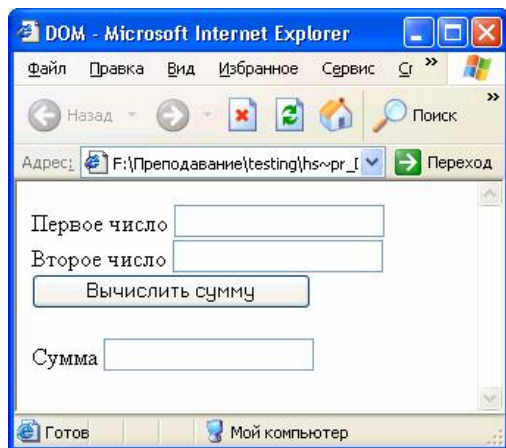 DOM - Microsoft Internet Explorer
Файл Правка Вид Избранное Сервис Ст »
Назад Поиск »
Адрес: F:\Преподавание\testing\hs~pr_[ Переход
Первое число
Второе число
Вычислить сумму
Сумма
Готов Мой компьютер